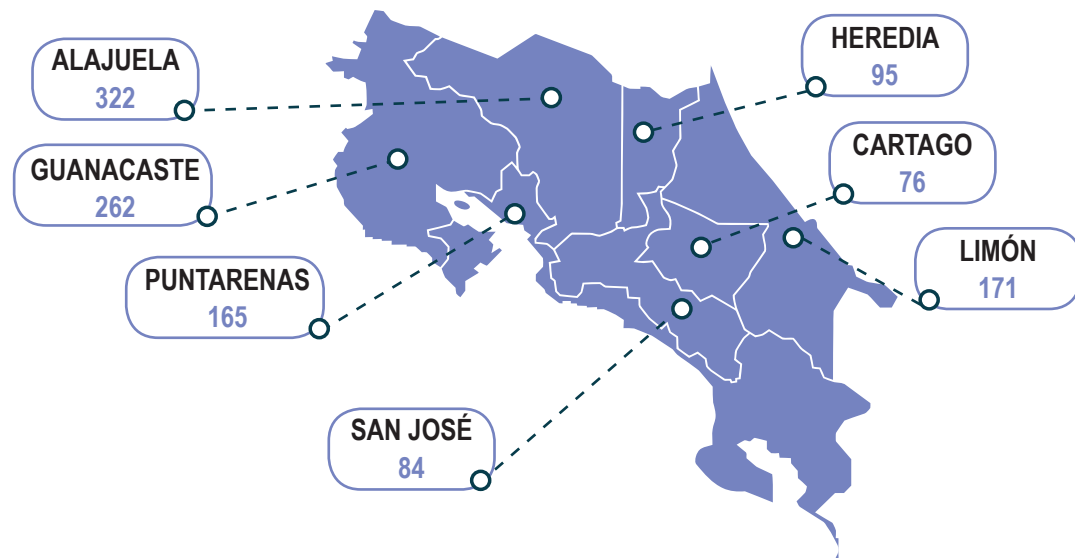 ALAJUELA
322
HEREDIA
95
GUANACASTE
262
CARTAGO
76
PUNTARENAS
165
LIMÓN
171
SAN JOSÉ
84